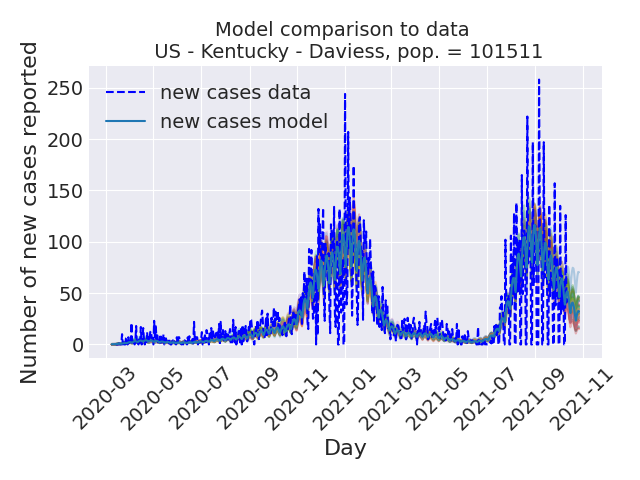 Model comparison to data
US - Kentucky - Daviess, pop. = 101511
Number of new cases reported
250
200
150
100
50
0
new cases data
new cases model
2020-03
2020-05
2020-07
2020-09
2020-11
2021-01
2021-03
2021-05
2021-07
2021-09
2021-11
Day